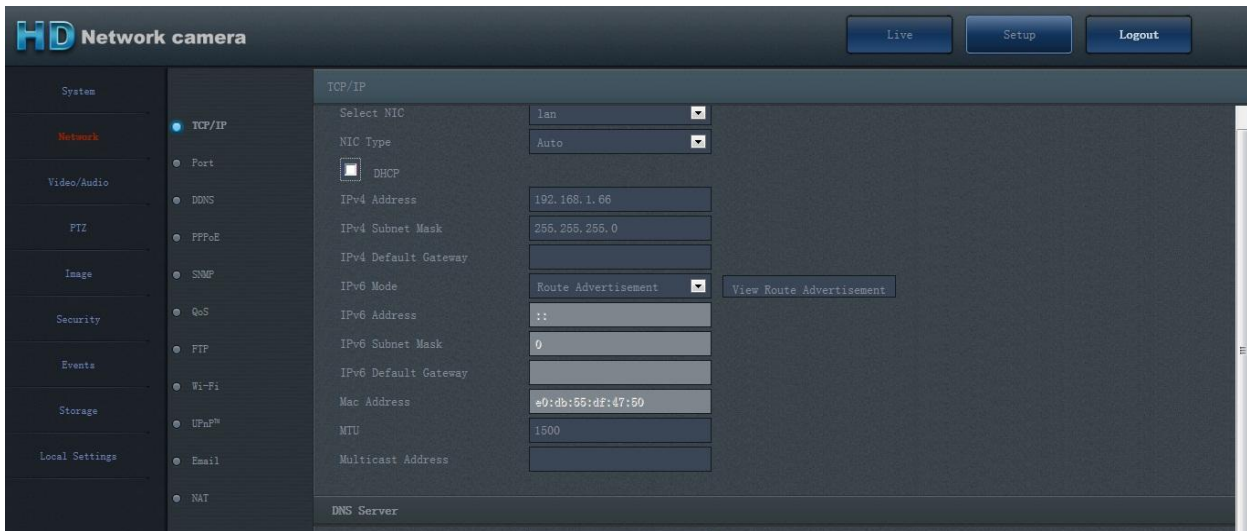 HD Network camera
Live
Setup
Logout
System
Network
Video/Audio
PTZ
Image
Security
Events
Storage
Local Settings
TCP/IP
Port
DDNS
PPPoE
SNMP
QoS
FTP
Wi-Fi
UPnP™
Email
NAT
TCP/IP
Select NIC lan
NIC Type Auto
DHCP
IPv4 Address 192.168.1.66
IPv4 Subnet Mask 255.255.255.0
IPv4 Default Gateway
IPv6 Mode Route Advertisement View Route Advertisement
IPv6 Address ::
IPv6 Subnet Mask 0
IPv6 Default Gateway
Mac Address e0:db:55:df:47:50
MTU 1500
Multicast Address
DNS Server